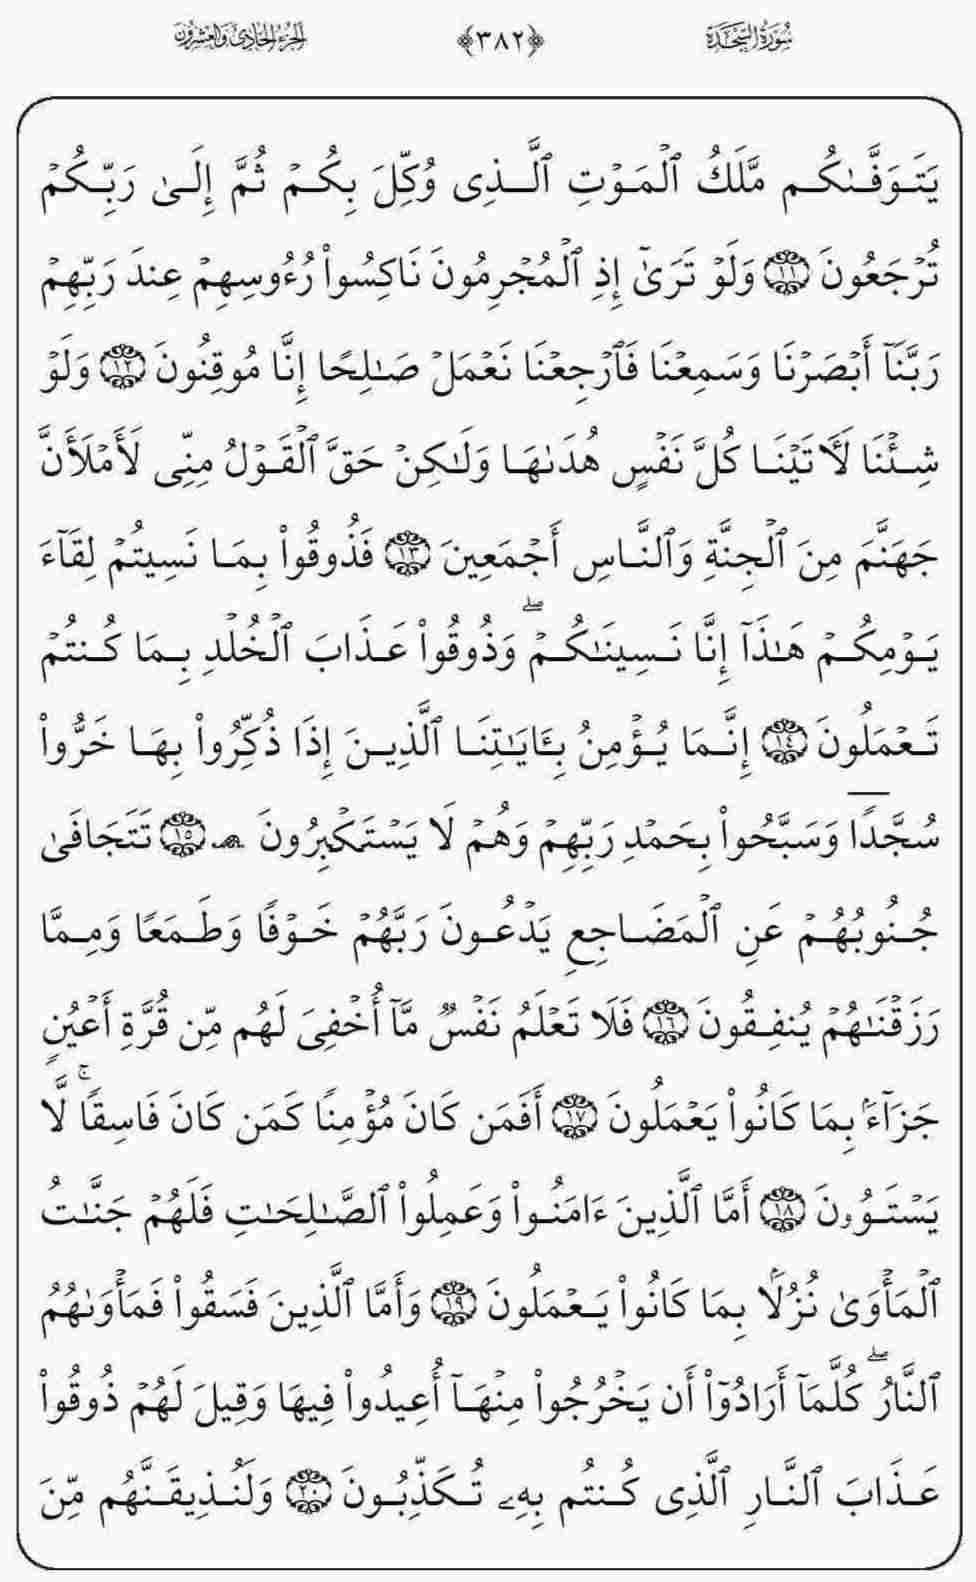 سُورَةُ السَّجْدَةِ ﴿٣٨٢﴾ الجُزْءُ الحَادِي وَالعِشْرُونَ
يَتَوَفَّىٰكُم مَّلَكُ ٱلْمَوْتِ ٱلَّذِى وُكِّلَ بِكُمْ ثُمَّ إِلَىٰ رَبِّكُمْ
تُرْجَعُونَ ١١ وَلَوْ تَرَىٰٓ إِذِ ٱلْمُجْرِمُونَ نَاكِسُوا۟ رُءُوسِهِمْ عِندَ رَبِّهِمْ
رَبَّنَآ أَبْصَرْنَا وَسَمِعْنَا فَٱرْجِعْنَا نَعْمَلْ صَـٰلِحًا إِنَّا مُوقِنُونَ ١٢ وَلَوْ
شِئْنَا لَـَٔاتَيْنَا كُلَّ نَفْسٍ هُدَىٰهَا وَلَـٰكِنْ حَقَّ ٱلْقَوْلُ مِنِّى لَأَمْلَأَنَّ
جَهَنَّمَ مِنَ ٱلْجِنَّةِ وَٱلنَّاسِ أَجْمَعِينَ ١٣ فَذُوقُوا۟ بِمَا نَسِيتُمْ لِقَآءَ
يَوْمِكُمْ هَـٰذَآ إِنَّا نَسِينَـٰكُمْ ۖ وَذُوقُوا۟ عَذَابَ ٱلْخُلْدِ بِمَا كُنتُمْ
تَعْمَلُونَ ١٤ إِنَّمَا يُؤْمِنُ بِـَٔايَـٰتِنَا ٱلَّذِينَ إِذَا ذُكِّرُوا۟ بِهَا خَرُّوا۟
سُجَّدًا وَسَبَّحُوا۟ بِحَمْدِ رَبِّهِمْ وَهُمْ لَا يَسْتَكْبِرُونَ ١٥ تَتَجَافَىٰ
جُنُوبُهُمْ عَنِ ٱلْمَضَاجِعِ يَدْعُونَ رَبَّهُمْ خَوْفًا وَطَمَعًا وَمِمَّا
رَزَقْنَـٰهُمْ يُنفِقُونَ ١٦ فَلَا تَعْلَمُ نَفْسٌ مَّآ أُخْفِىَ لَهُم مِّن قُرَّةِ أَعْيُنٍ
جَزَآءًۢ بِمَا كَانُوا۟ يَعْمَلُونَ ١٧ أَفَمَن كَانَ مُؤْمِنًا كَمَن كَانَ فَاسِقًا ۚ لَّا
يَسْتَوُۥنَ ١٨ أَمَّا ٱلَّذِينَ ءَامَنُوا۟ وَعَمِلُوا۟ ٱلصَّـٰلِحَـٰتِ فَلَهُمْ جَنَّـٰتُ
ٱلْمَأْوَىٰ نُزُلًۢا بِمَا كَانُوا۟ يَعْمَلُونَ ١٩ وَأَمَّا ٱلَّذِينَ فَسَقُوا۟ فَمَأْوَىٰهُمُ
ٱلنَّارُ ۖ كُلَّمَآ أَرَادُوٓا۟ أَن يَخْرُجُوا۟ مِنْهَآ أُعِيدُوا۟ فِيهَا وَقِيلَ لَهُمْ ذُوقُوا۟
عَذَابَ ٱلنَّارِ ٱلَّذِى كُنتُم بِهِۦ تُكَذِّبُونَ ٢٠ وَلَنُذِيقَنَّهُم مِّنَ